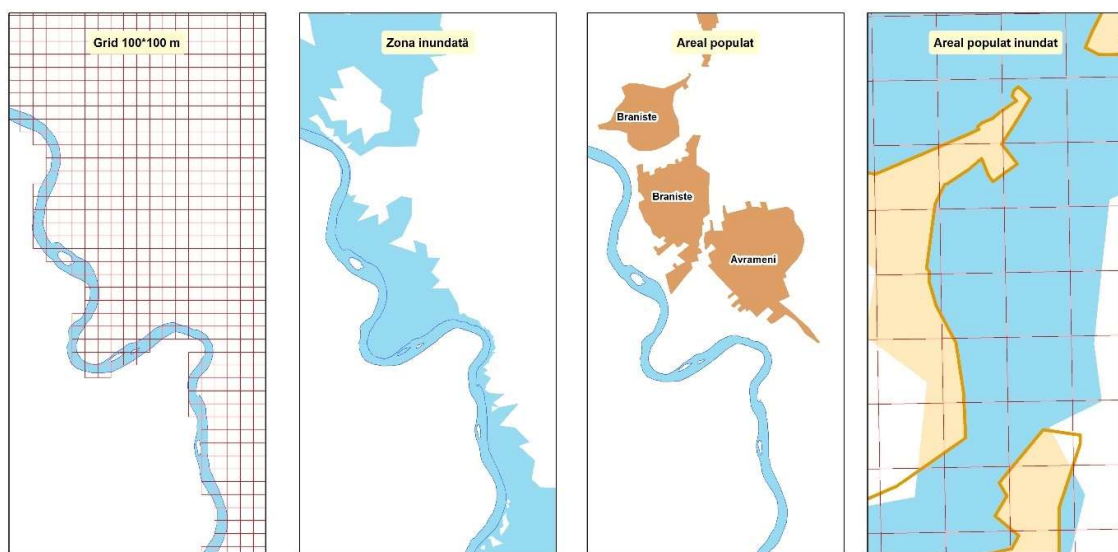 Grid 100*100 m
Zona inundată
Areal populat
Areal populat inundat
Braniste
Braniste
Avrameni